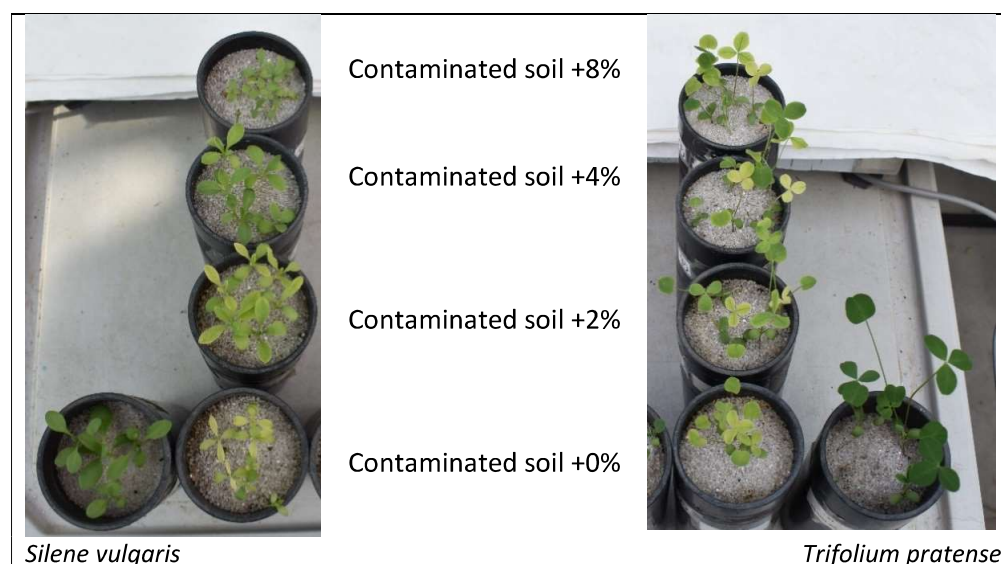 Contaminated soil +8%
Contaminated soil +4%
Contaminated soil +2%
Contaminated soil +0%
Silene vulgaris
Trifolium pratense